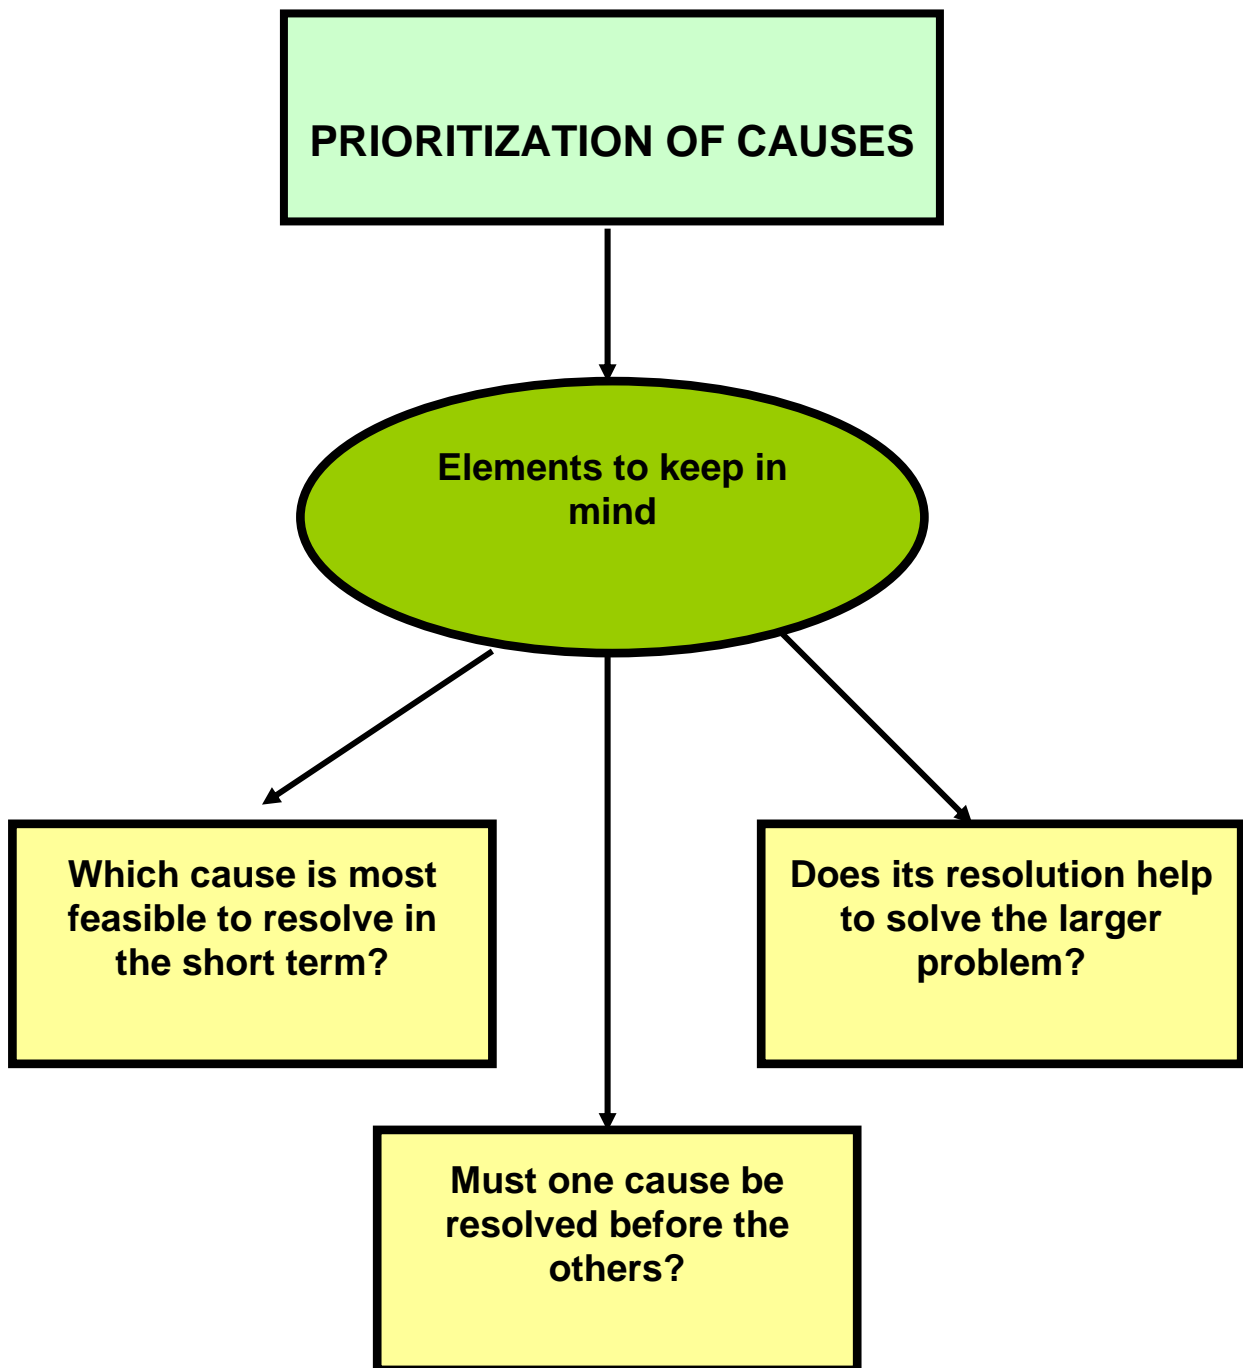 PRIORITIZATION OF CAUSES
Elements to keep in
mind
Which cause is most
feasible to resolve in
the short term?
Does its resolution help
to solve the larger
problem?
Must one cause be
resolved before the
others?